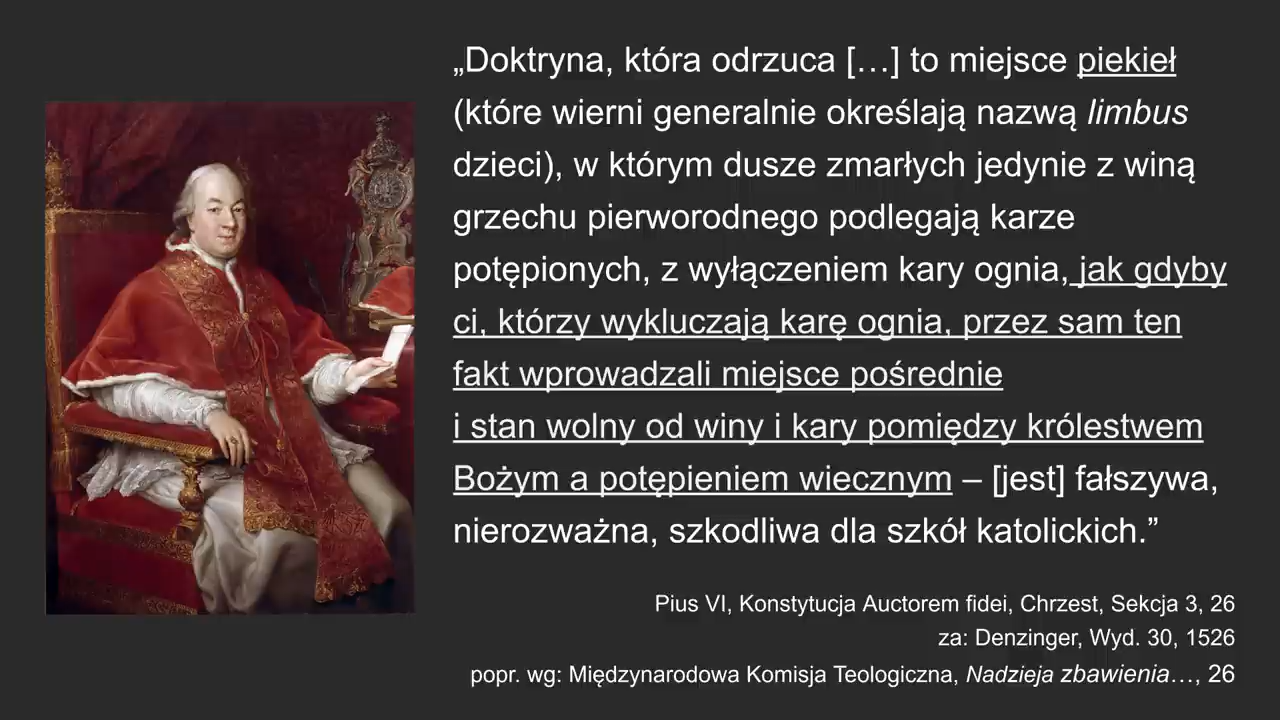 „Doktryna, która odrzuca […] to miejsce piekieł
(które wierni generalnie określają nazwą limbus
dzieci), w którym dusze zmarłych jedynie z winą
grzechu pierworodnego podlegają karze
potępionych, z wyłączeniem kary ognia, jak gdyby
ci, którzy wykluczają karę ognia, przez sam ten
fakt wprowadzali miejsce pośrednie
i stan wolny od winy i kary pomiędzy królestwem
Bożym a potępieniem wiecznym – [jest] fałszywa,
nierozważna, szkodliwa dla szkół katolickich.”
Pius VI, Konstytucja Auctorem fidei, Chrzest, Sekcja 3, 26
za: Denzinger, Wyd. 30, 1526
popr. wg: Międzynarodowa Komisja Teologiczna, Nadzieja zbawienia…, 26